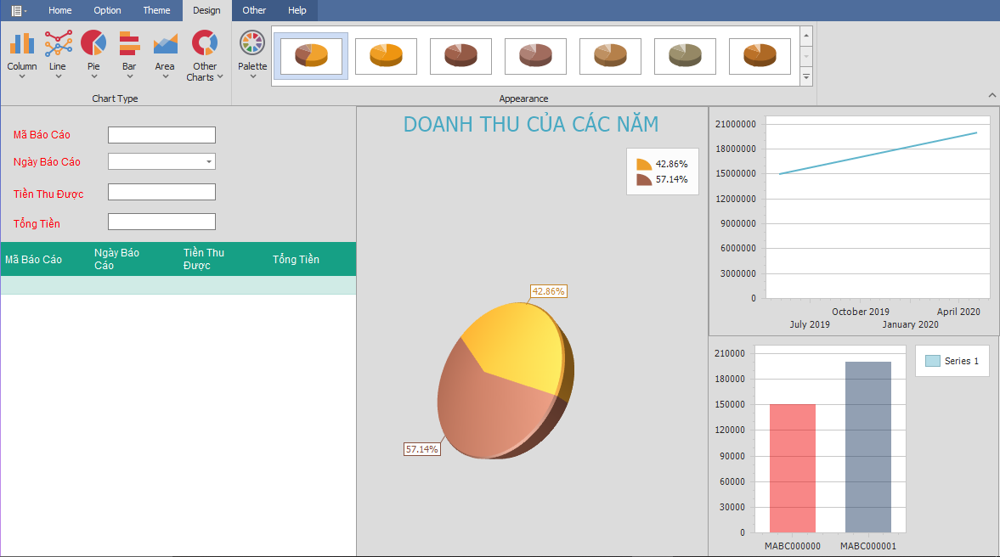 Home Option Theme Design Other Help
Column Line Pie Bar Area Other Charts Palette
Chart Type Appearance
Mã Báo Cáo
Ngày Báo Cáo
Tiền Thu Được
Tổng Tiền
Mã Báo Cáo Ngày Báo Cáo Tiền Thu Được Tổng Tiền
DOANH THU CỦA CÁC NĂM
42.86%
57.14%
42.86%
57.14%
21000000
18000000
15000000
12000000
9000000
6000000
3000000
0
October 2019 April 2020
July 2019 January 2020
210000
180000
150000
120000
90000
60000
30000
0
MABC000000 MABC000001
Series 1